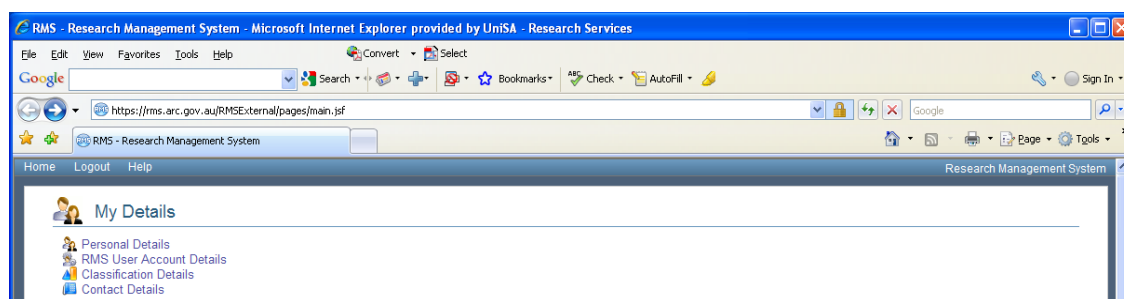 RMS - Research Management System - Microsoft Internet Explorer provided by UniSA - Research Services
File Edit View Favorites Tools Help Convert Select
Google Search Bookmarks ABC Check AutoFill Sign In
https://rms.arc.gov.au/RMSExternal/pages/main.jsf Google
RMS - Research Management System Page Tools
Home Logout Help Research Management System
My Details
Personal Details
RMS User Account Details
Classification Details
Contact Details